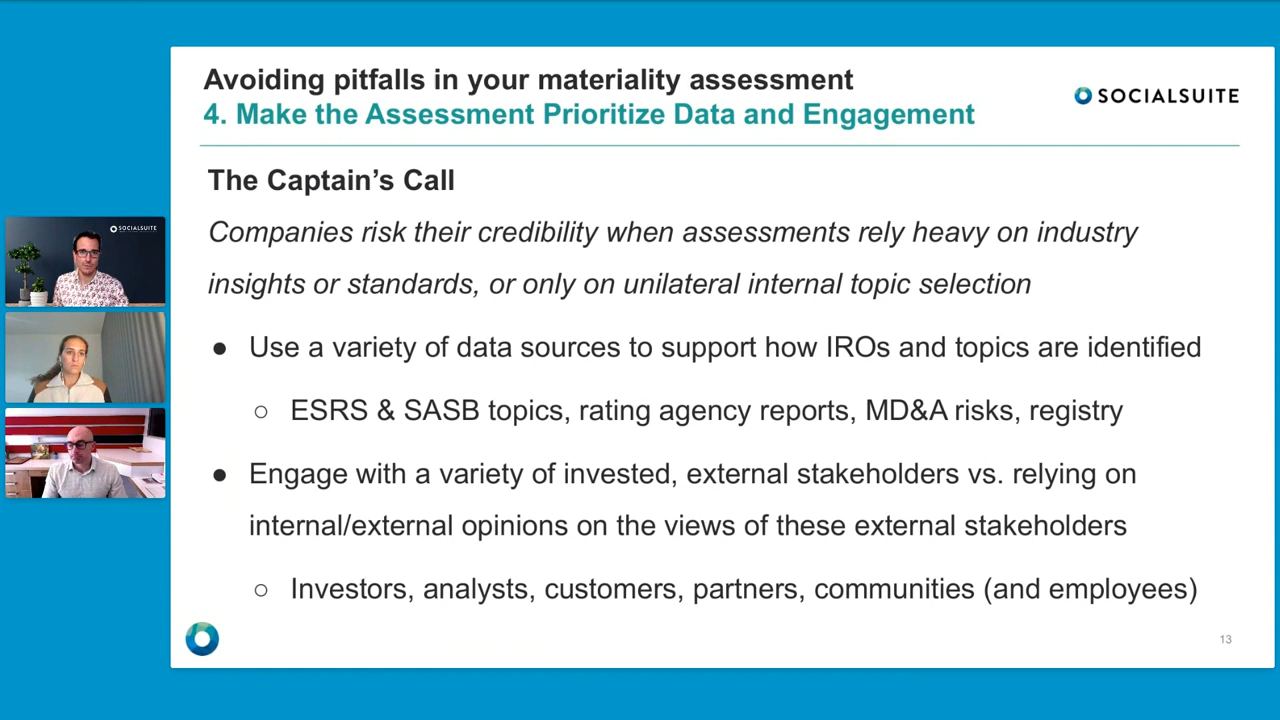 Avoiding pitfalls in your materiality assessment
4. Make the Assessment Prioritize Data and Engagement
SOCIALSUITE
The Captain's Call
Companies risk their credibility when assessments rely heavy on industry
insights or standards, or only on unilateral internal topic selection
● Use a variety of data sources to support how IROs and topics are identified
○ ESRS & SASB topics, rating agency reports, MD&A risks, registry
● Engage with a variety of invested, external stakeholders vs. relying on
internal/external opinions on the views of these external stakeholders
○ Investors, analysts, customers, partners, communities (and employees)
13
SOCIALSUITE